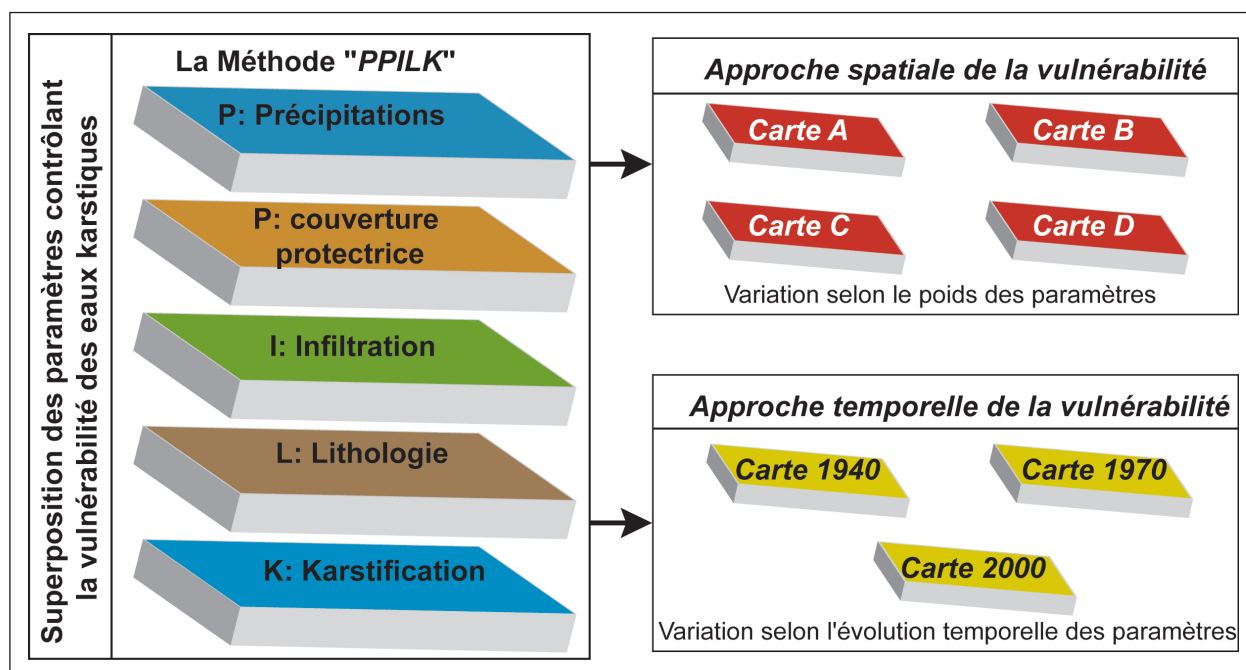 Superposition des paramètres contrôlant
la vulnérabilité des eaux karstiques
La Méthode "PPILK"
P: Précipitations
P: couverture
protectrice
I: Infiltration
L: Lithologie
K: Karstification
Approche spatiale de la vulnérabilité
Carte A
Carte B
Carte C
Carte D
Variation selon le poids des paramètres
Approche temporelle de la vulnérabilité
Carte 1940
Carte 1970
Carte 2000
Variation selon l'évolution temporelle des paramètres